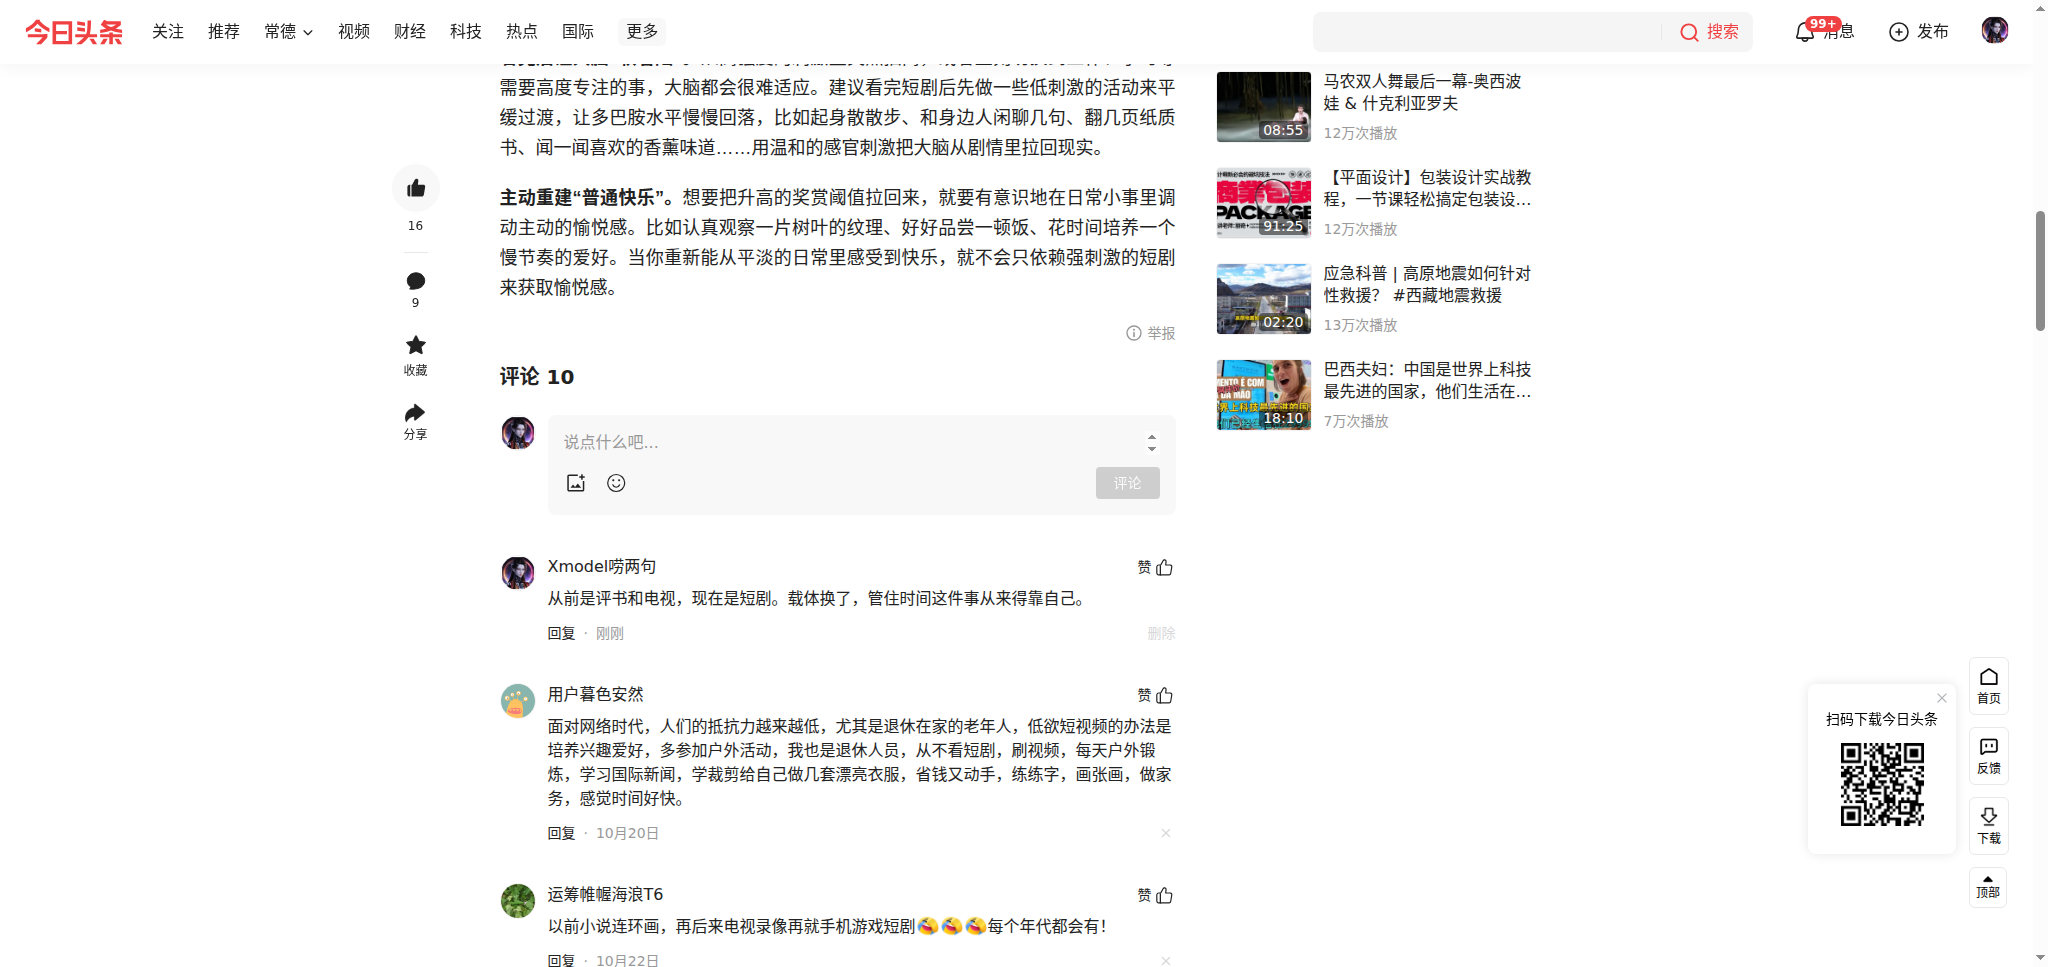 今日头条
关注
推荐
常德
视频
财经
科技
热点
国际
更多
搜索
99+
消息
发布
需要高度专注的事，大脑都会很难适应。建议看完短剧后先做一些低刺激的活动来平
缓过渡，让多巴胺水平慢慢回落，比如起身散散步、和身边人闲聊几句、翻几页纸质
书、闻一闻喜欢的香薰味道……用温和的感官刺激把大脑从剧情里拉回现实。
主动重建“普通快乐”。想要把升高的奖赏阈值拉回来，就要有意识地在日常小事里调
动主动的愉悦感。比如认真观察一片树叶的纹理、好好品尝一顿饭、花时间培养一个
慢节奏的爱好。当你重新能从平淡的日常里感受到快乐，就不会只依赖强刺激的短剧
来获取愉悦感。
16
9
收藏
分享
举报
评论 10
说点什么吧...
评论
Xmodel唠两句
赞
从前是评书和电视，现在是短剧。载体换了，管住时间这件事从来得靠自己。
回复 · 刚刚
删除
用户暮色安然
赞
面对网络时代，人们的抵抗力越来越低，尤其是退休在家的老年人，低欲短视频的办法是
培养兴趣爱好，多参加户外活动，我也是退休人员，从不看短剧，刷视频，每天户外锻
炼，学习国际新闻，学裁剪给自己做几套漂亮衣服，省钱又动手，练练字，画张画，做家
务，感觉时间好快。
回复 · 10月20日
运筹帷幄海浪T6
赞
以前小说连环画，再后来电视录像再就手机游戏短剧🤣🤣🤣每个年代都会有！
回复 · 10月22日
08:55
马农双人舞最后一幕-奥西波
娃 & 什克利亚罗夫
12万次播放
PACKAGE
91:25
【平面设计】包装设计实战教
程，一节课轻松搞定包装设...
12万次播放
02:20
应急科普 | 高原地震如何针对
性救援？ #西藏地震救援
13万次播放
18:10
巴西夫妇：中国是世界上科技
最先进的国家，他们生活在...
7万次播放
扫码下载今日头条
首页
反馈
下载
顶部